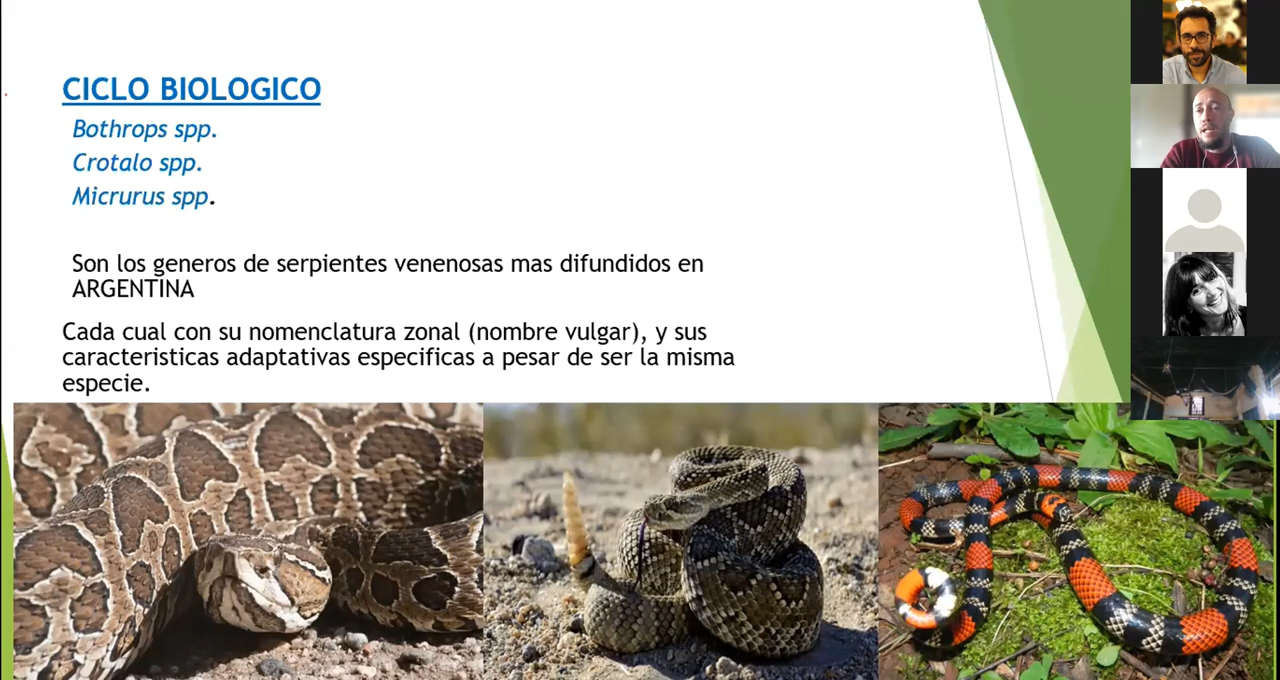 CICLO BIOLOGICO
Bothrops spp.
Crotalo spp.
Micrurus spp.
Son los generos de serpientes venenosas mas difundidos en
ARGENTINA
Cada cual con su nomenclatura zonal (nombre vulgar), y sus
caracteristicas adaptativas especificas a pesar de ser la misma
especie.